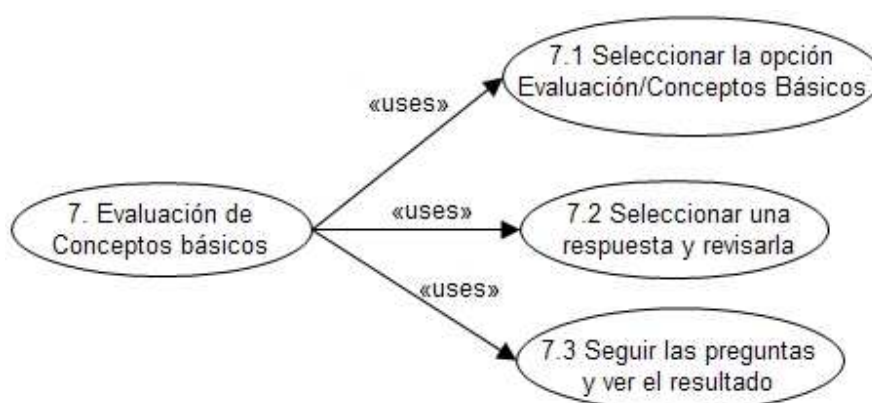 7.1 Seleccionar la opción
Evaluación/Conceptos Básicos
«uses»
7. Evaluación de
Conceptos básicos
«uses»
7.2 Seleccionar una
respuesta y revisarla
«uses»
7.3 Seguir las preguntas
y ver el resultado